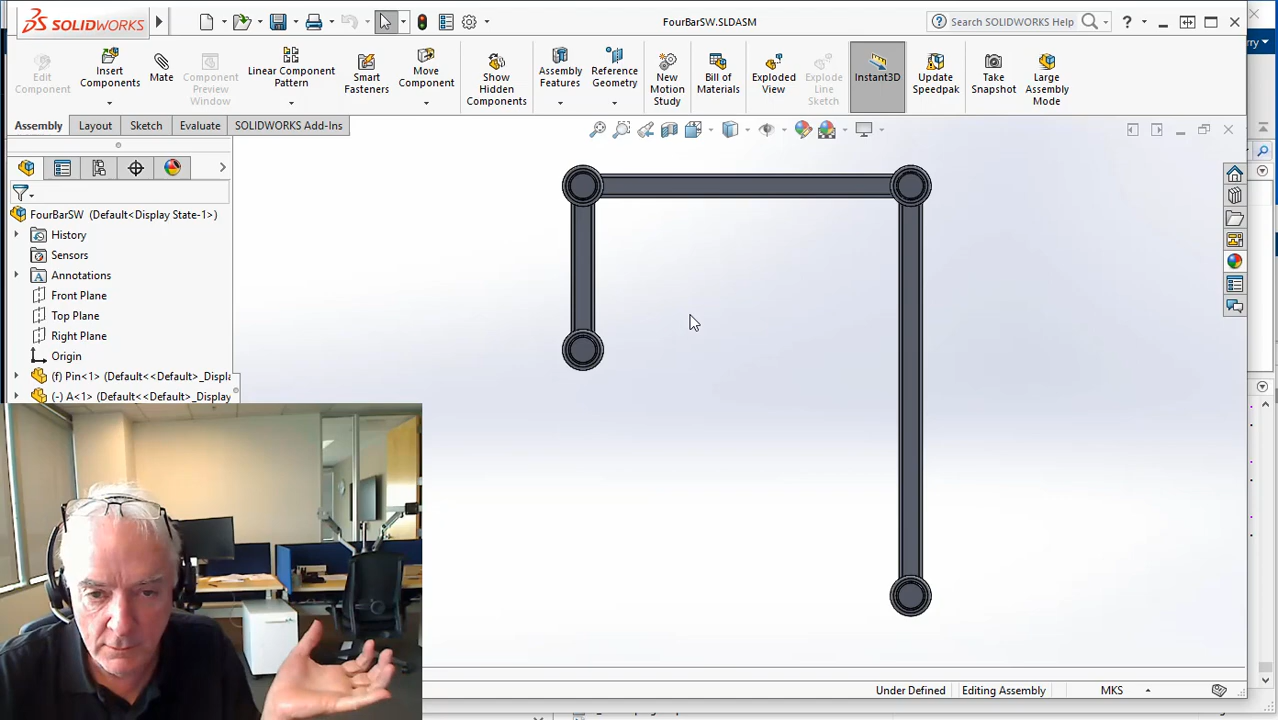 SOLIDWORKS
FourBarSW.SLDASM
Search SOLIDWORKS Help
?
Edit Component
Insert Components
Mate
Component Preview Window
Linear Component Pattern
Smart Fasteners
Move Component
Show Hidden Components
Assembly Features
Reference Geometry
New Motion Study
Bill of Materials
Exploded View
Explode Line Sketch
Instant3D
Update Speedpak
Take Snapshot
Large Assembly Mode
Assembly Layout Sketch Evaluate SOLIDWORKS Add-Ins
FourBarSW (Default<Display State-1>)
History
Sensors
Annotations
Front Plane
Top Plane
Right Plane
Origin
(f) Pin<1> (Default<<Default>_Displa
(-) A<1> (Default<<Default>_Display
Under Defined Editing Assembly MKS